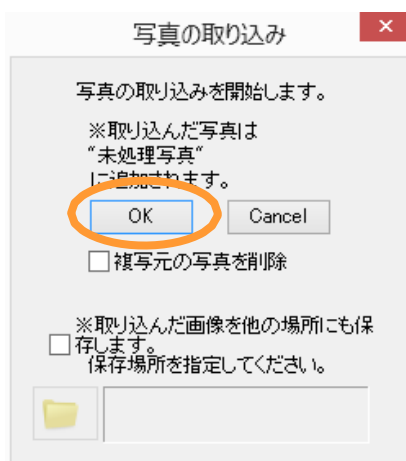 写真の取り込み
写真の取り込みを開始します。
※取り込んだ写真は
“未処理写真“
に追加されます。
OK
Cancel
複写元の写真を削除
※取り込んだ画像を他の場所にも保
存します。
保存場所を指定してください。